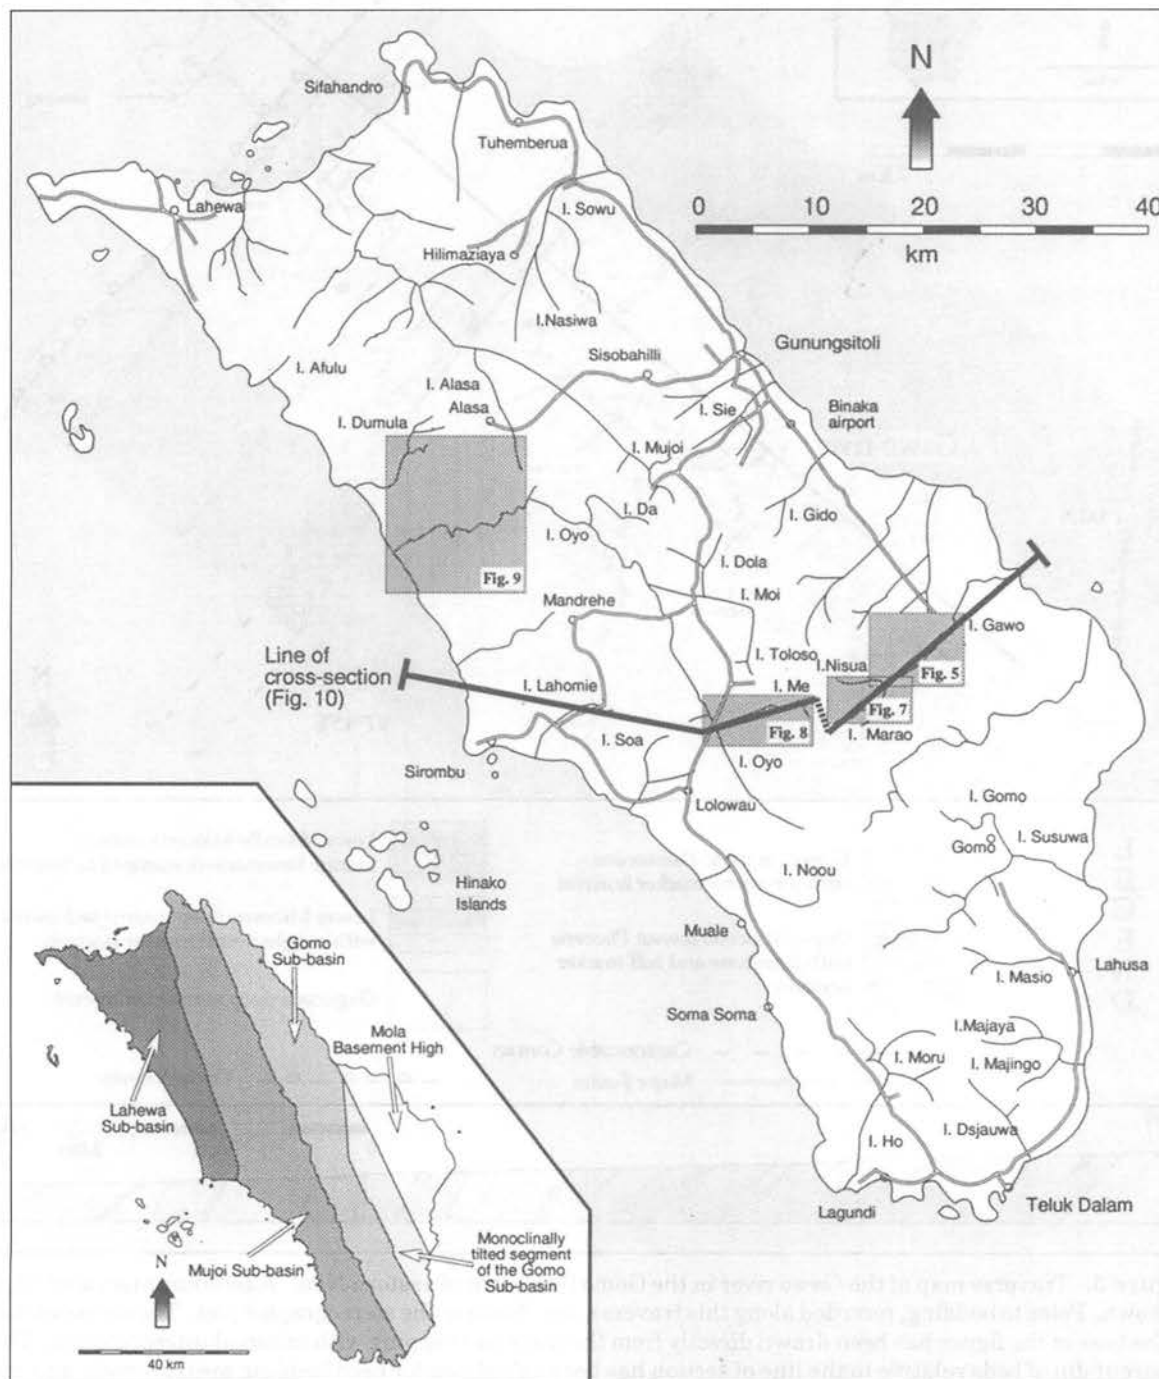 N
Sifahandro
Tuhemberua
Lahewa
I. Sowu
0 10 20 30 40
km
Hilimaziaya
I.Nasiwa
Gunungsitoli
Sisobahilli
I. Afulu
I. Alasa
Alasa
I. Sie
Binaka
airport
I. Dumula
I. Mujoi
I. Da
I. Gido
I. Oyo
Fig. 9
I. Dola
I. Moi
Mandrehe
I. Gawo
I. Toloso
I.Nisua
Fig. 5
Line of
cross-section
(Fig. 10)
I. Lahomie
I. Me
Fig. 7
I. Soa
Fig. 8
I. Marao
I. Oyo
Sirombu
Lolowau
I. Gomo
Gomo
I. Susuwa
I. Noou
Hinako
Islands
Muale
Lahusa
I. Masio
Soma Soma
I.Majaya
I. Moru
I. Majingo
I. Ho
I. Dsjauwa
Lagundi
Teluk Dalam
Gomo
Sub-basin
Mola
Basement High
Lahewa
Sub-basin
Mujoi Sub-basin
Monoclinally
tilted segment
of the Gomo
Sub-basin
N
40 km